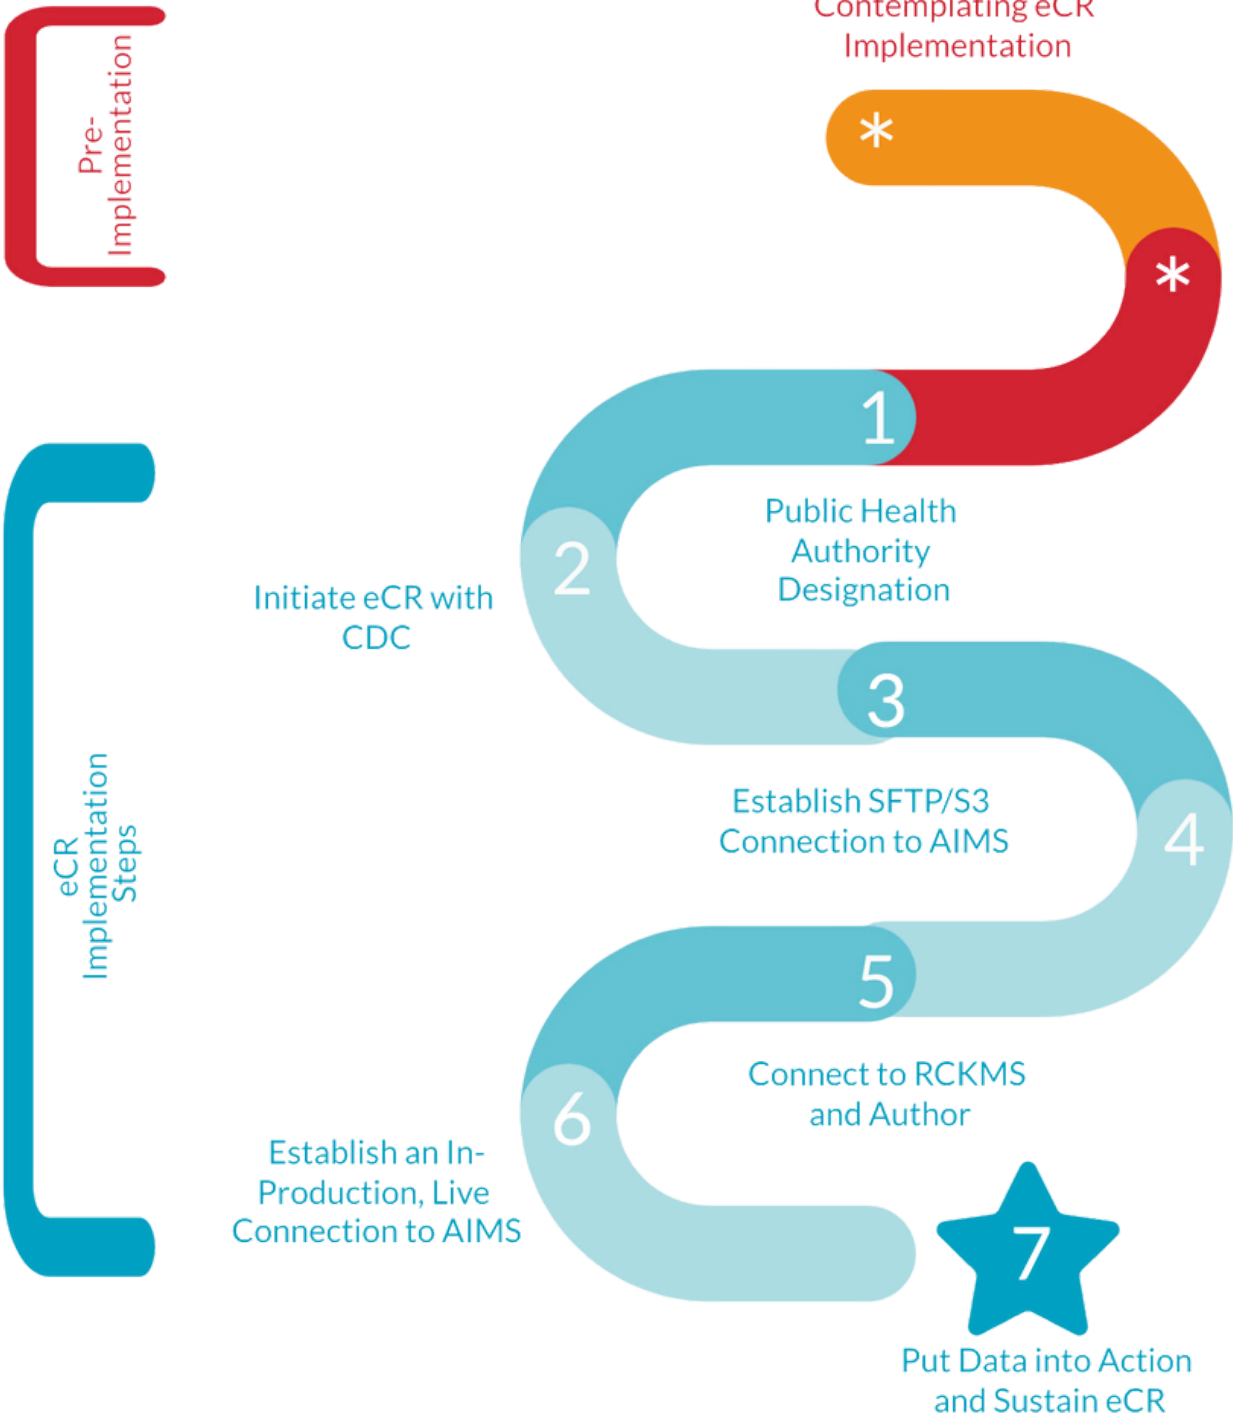 Contemplating eCR
Implementation
Pre-
Implementation
*
*
1
Public Health
Authority
Designation
2
Initiate eCR with
CDC
3
Establish SFTP/S3
Connection to AIMS
4
5
Connect to RCKMS
and Author
6
Establish an In-
Production, Live
Connection to AIMS
eCR
Implementation
Steps
7
Put Data into Action
and Sustain eCR